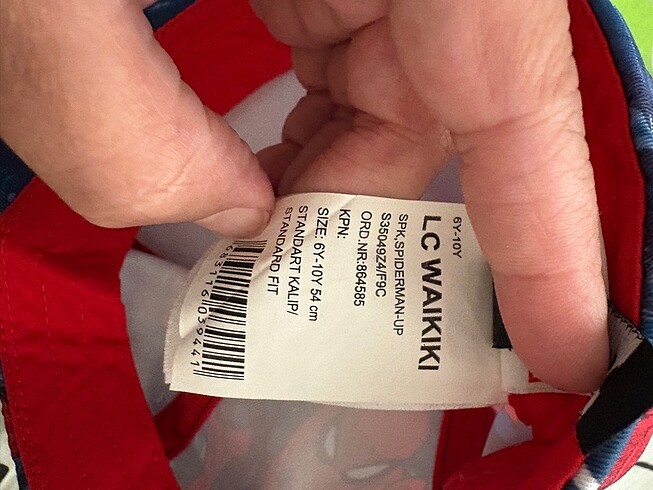 6Y-10Y
LC WAIKIKI
SPK.SPIDERMAN-UP
S35049Z4/F9C
ORD.NR:864585
KPN:
SIZE: 6Y-10Y 54 cm
STANDART KALIP/
STANDARD FIT
683116039441